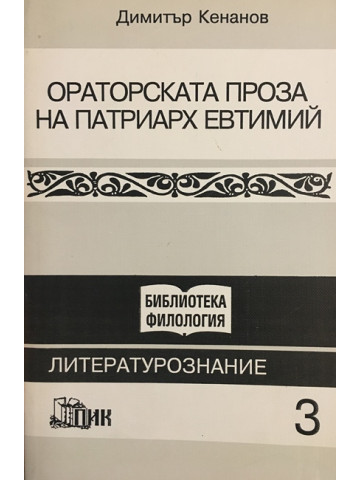 Димитър Кенанов
ОРАТОРСКАТА ПРОЗА
НА ПАТРИАРХ ЕВТИМИЙ
БИБЛИОТЕКА
ФИЛОЛОГИЯ
ЛИТЕРАТУРОЗНАНИЕ
ПИК
3